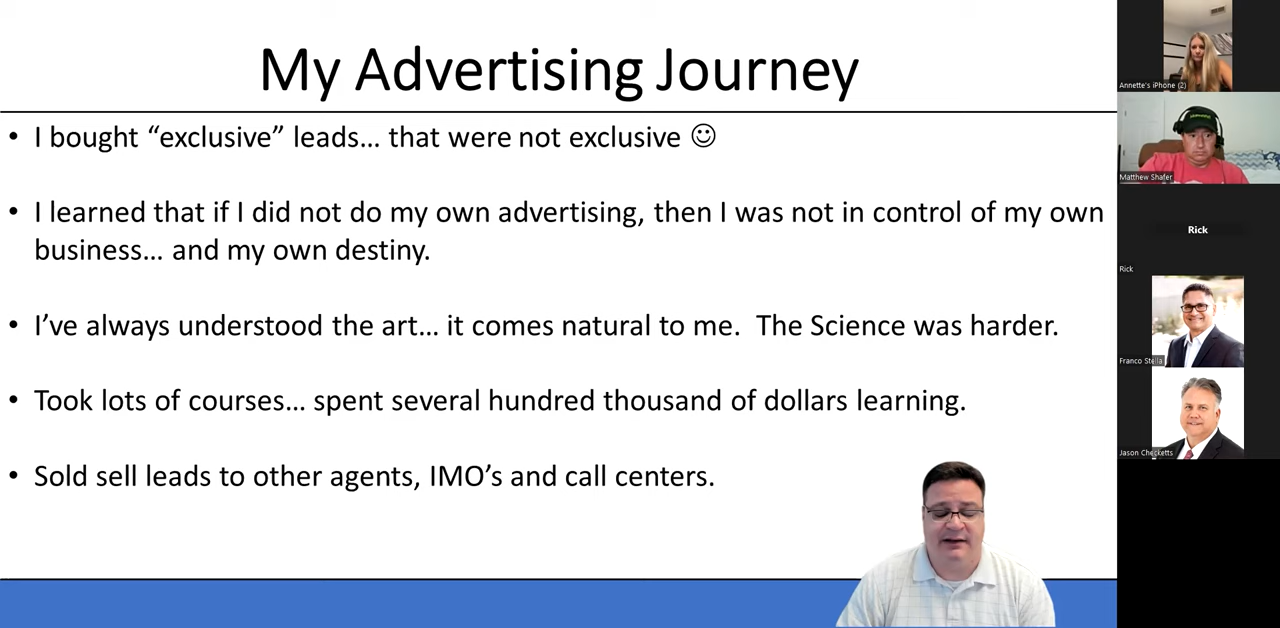 My Advertising Journey
• I bought “exclusive” leads… that were not exclusive ☺
• I learned that if I did not do my own advertising, then I was not in control of my own
business… and my own destiny.
• I’ve always understood the art… it comes natural to me.  The Science was harder.
• Took lots of courses… spent several hundred thousand of dollars learning.
• Sold sell leads to other agents, IMO’s and call centers.
Annette's iPhone (2)
Matthew Shafer
Rick
Rick
Franco Stella
Jason Checketts